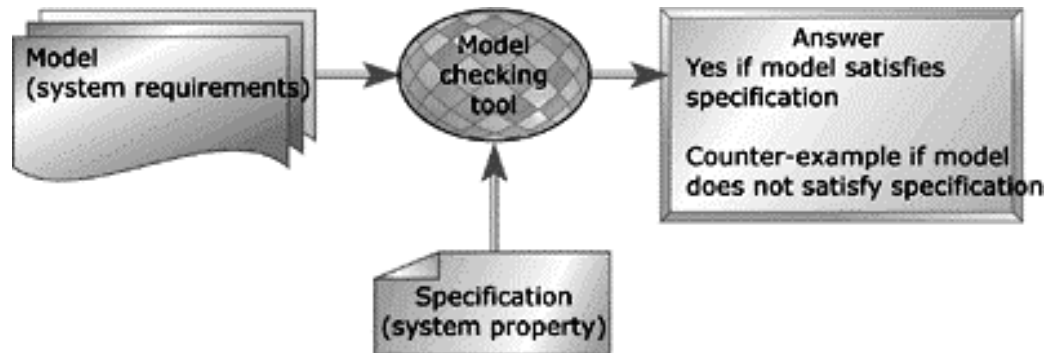 Model
(system requirements)
Model
checking
tool
Answer
Yes if model satisfies
specification
Counter-example if model
does not satisfy specification
Specification
(system property)